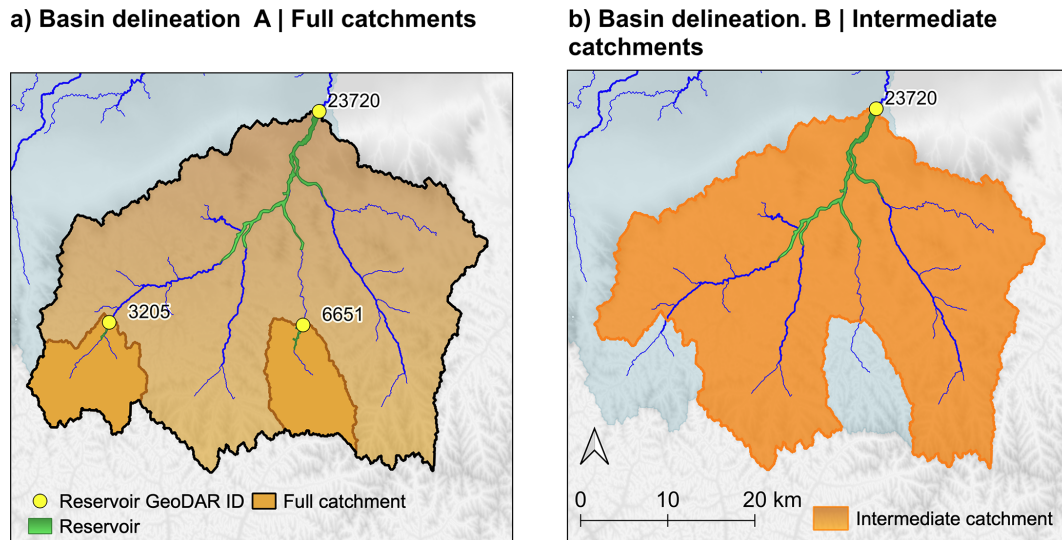 a) Basin delineation A | Full catchments
23720
3205
6651
Reservoir GeoDAR ID
Full catchment
Reservoir
b) Basin delineation. B | Intermediate
catchments
23720
0 10 20 km
Intermediate catchment